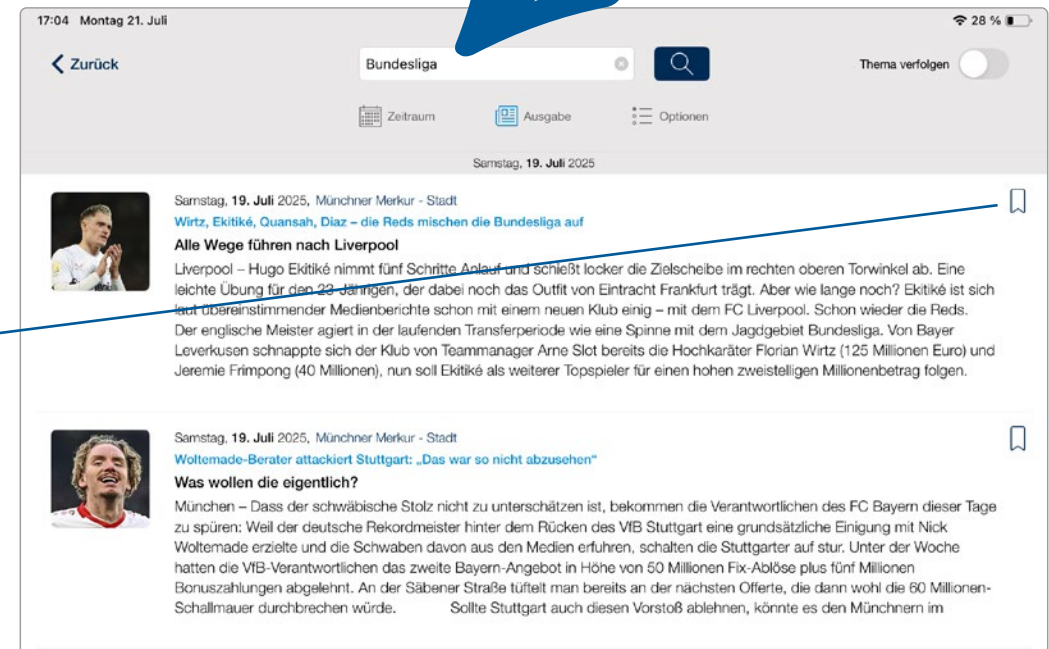 17:04 Montag 21. Juli
28 %
Zurück
Bundesliga
Thema verfolgen
Zeitraum
Ausgabe
Optionen
Samstag, 19. Juli 2025
Samstag, 19. Juli 2025, Münchner Merkur - Stadt
Wirtz, Ekitiké, Quansah, Diaz – die Reds mischen die Bundesliga auf
Alle Wege führen nach Liverpool
Liverpool – Hugo Ekitiké nimmt fünf Schritte Anlauf und schießt locker die Zielscheibe im rechten oberen Torwinkel ab. Eine
leichte Übung für den 23-Jährigen, der dabei noch das Outfit von Eintracht Frankfurt trägt. Aber wie lange noch? Ekitiké ist sich
laut übereinstimmender Medienberichte schon mit einem neuen Klub einig – mit dem FC Liverpool. Schon wieder die Reds.
Der englische Meister agiert in der laufenden Transferperiode wie eine Spinne mit dem Jagdgebiet Bundesliga. Von Bayer
Leverkusen schnappte sich der Klub von Teammanager Arne Slot bereits die Hochkaräter Florian Wirtz (125 Millionen Euro) und
Jeremie Frimpong (40 Millionen), nun soll Ekitiké als weiterer Topspieler für einen hohen zweistelligen Millionenbetrag folgen.
Samstag, 19. Juli 2025, Münchner Merkur - Stadt
Woltemade-Berater attackiert Stuttgart: „Das war so nicht abzusehen“
Was wollen die eigentlich?
München – Dass der schwäbische Stolz nicht zu unterschätzen ist, bekommen die Verantwortlichen des FC Bayern dieser Tage
zu spüren: Weil der deutsche Rekordmeister hinter dem Rücken des VfB Stuttgart eine grundsätzliche Einigung mit Nick
Woltemade erzielte und die Schwaben davon aus den Medien erfuhren, schalten die Stuttgarter auf stur. Unter der Woche
hatten die VfB-Verantwortlichen das zweite Bayern-Angebot in Höhe von 50 Millionen Fix-Ablöse plus fünf Millionen
Bonuszahlungen abgelehnt. An der Säbener Straße tüftelt man bereits an der nächsten Offerte, die dann wohl die 60 Millionen-
Schallmauer durchbrechen würde. Sollte Stuttgart auch diesen Vorstoß ablehnen, könnte es den Münchnern im